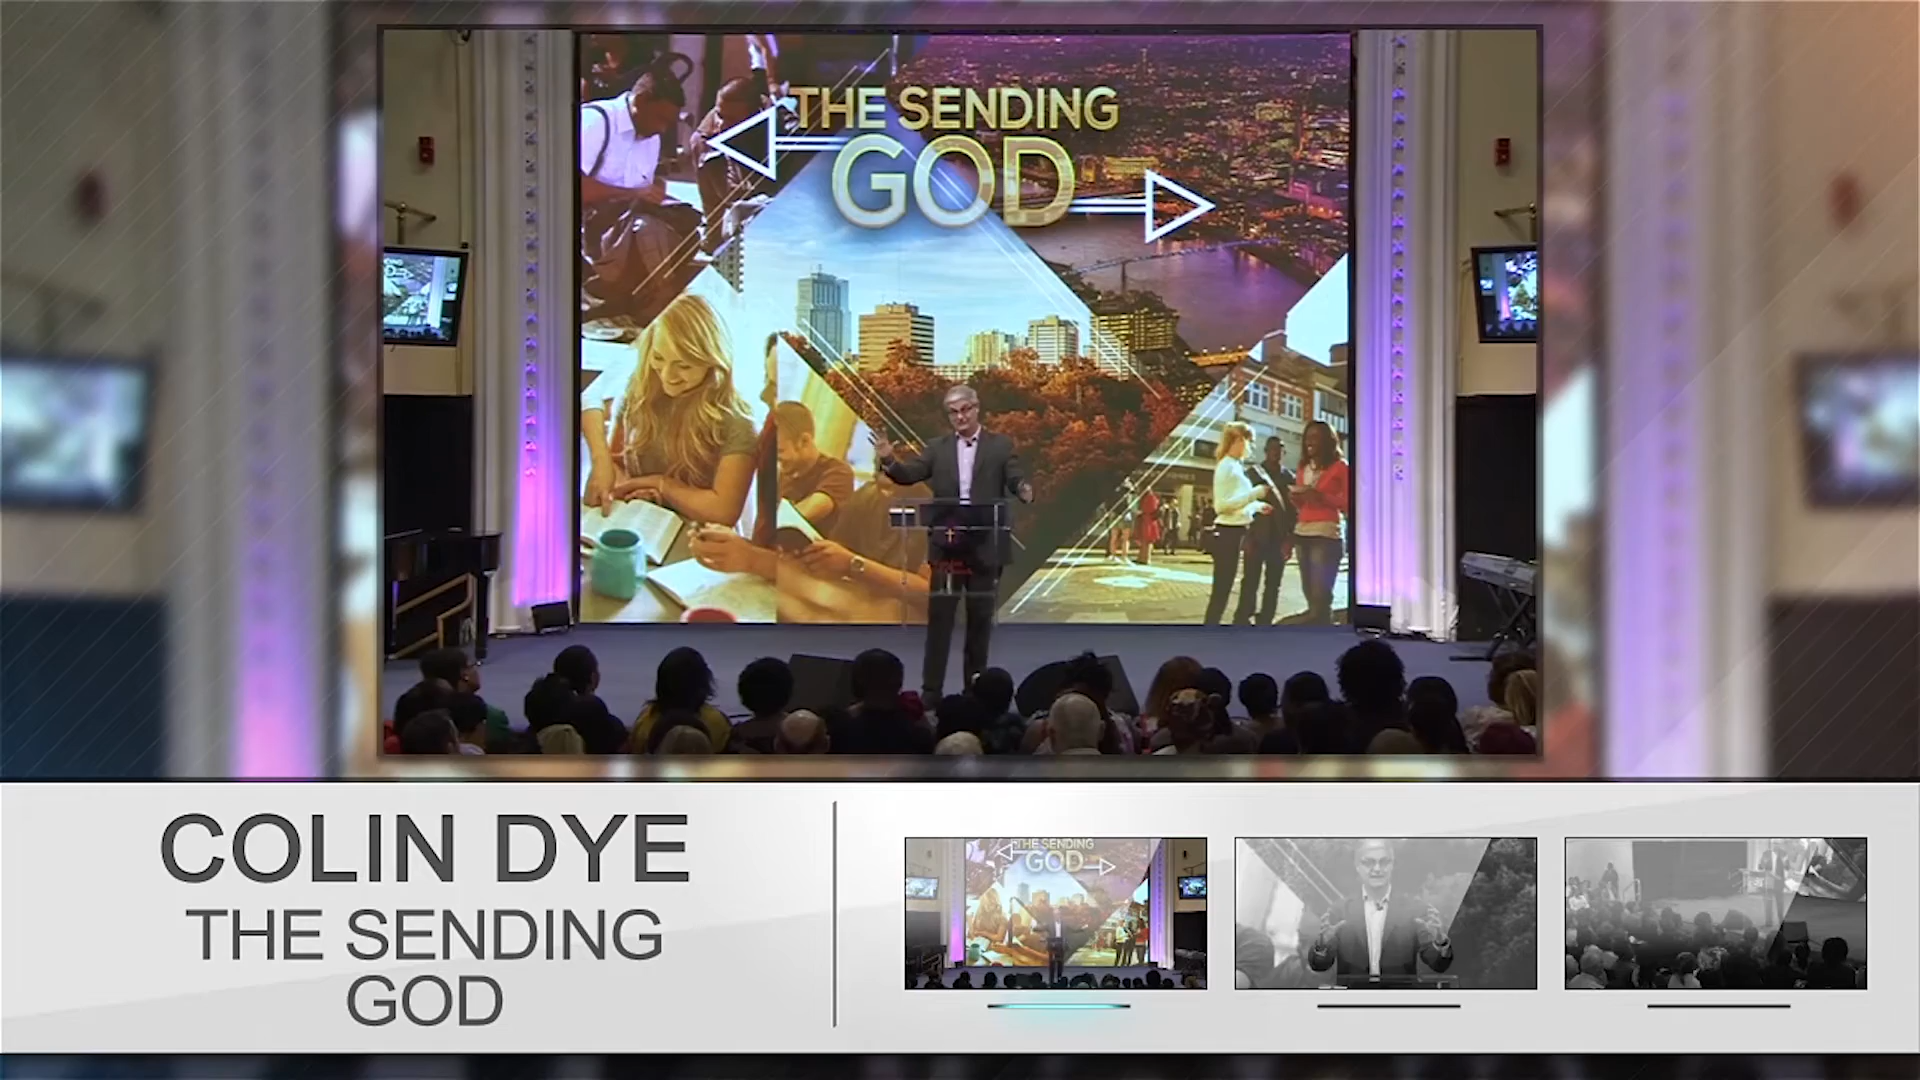 THE SENDING
GOD
COLIN DYE
THE SENDING
GOD
THE SENDING
GOD